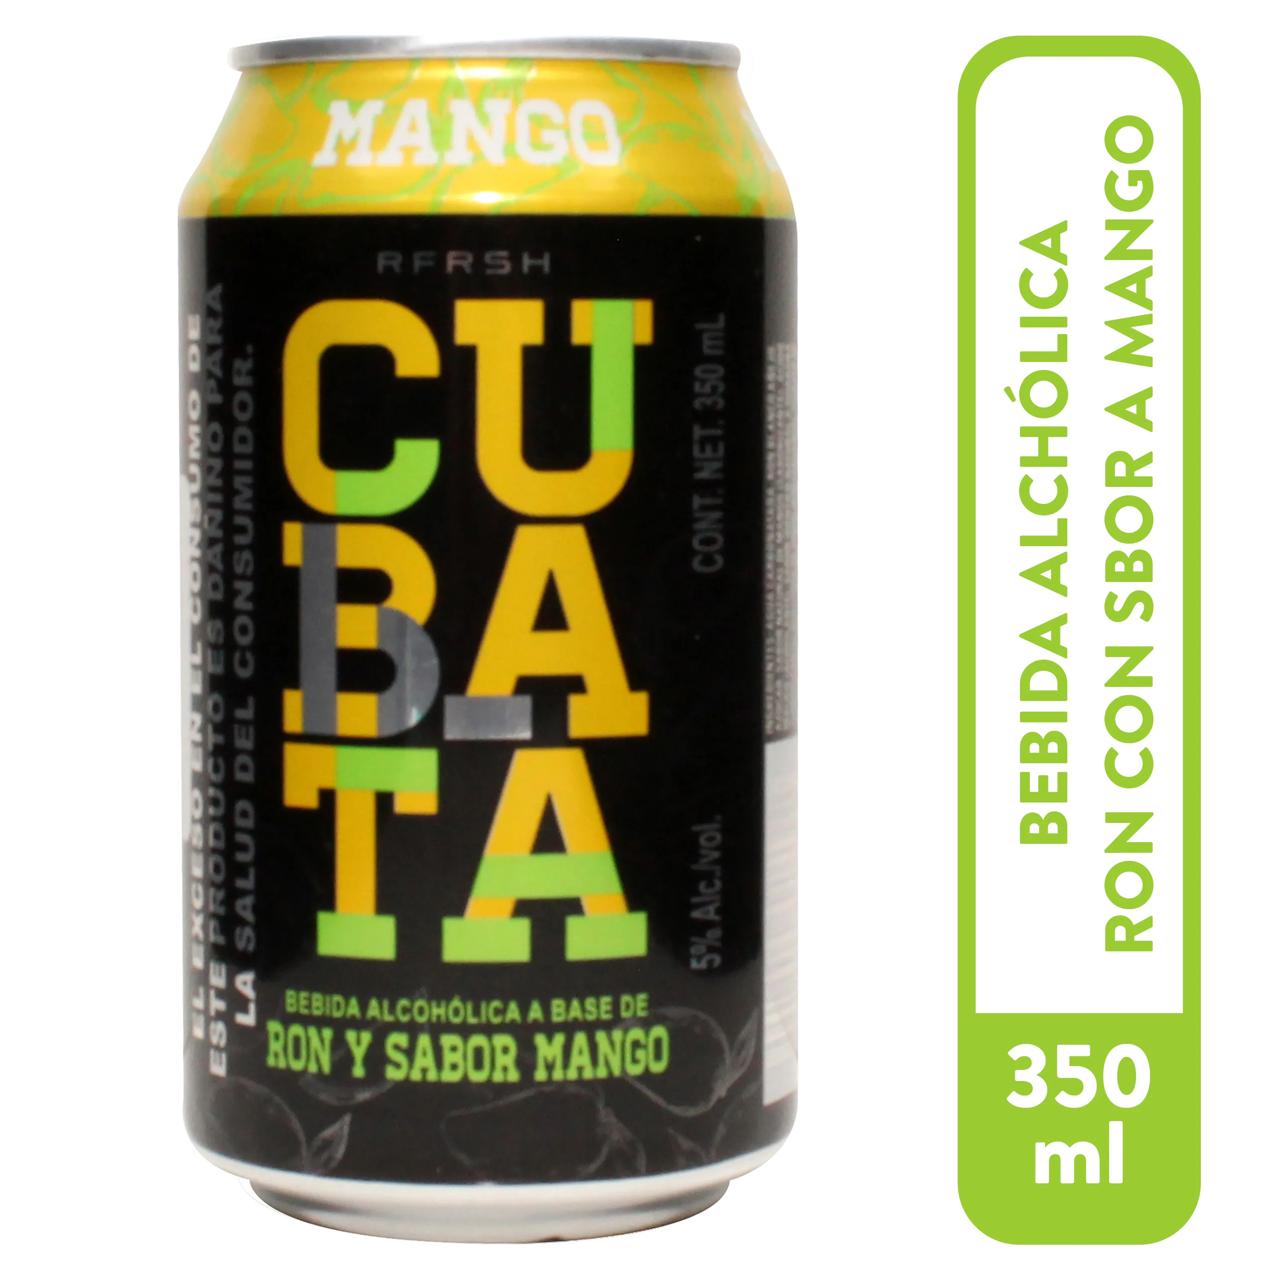 MANGO
RFRSH
CU
BA
TA
BEBIDA ALCOHÓLICA A BASE DE
RON Y SABOR MANGO
EL EXCESO EN EL CONSUMO DE
ESTE PRODUCTO ES DAÑINO PARA
LA SALUD DEL CONSUMIDOR.
CONT. NET. 350 mL
5% Alc./vol.
BEBIDA ALCHÓLICA
RON CON SBOR A MANGO
350
ml